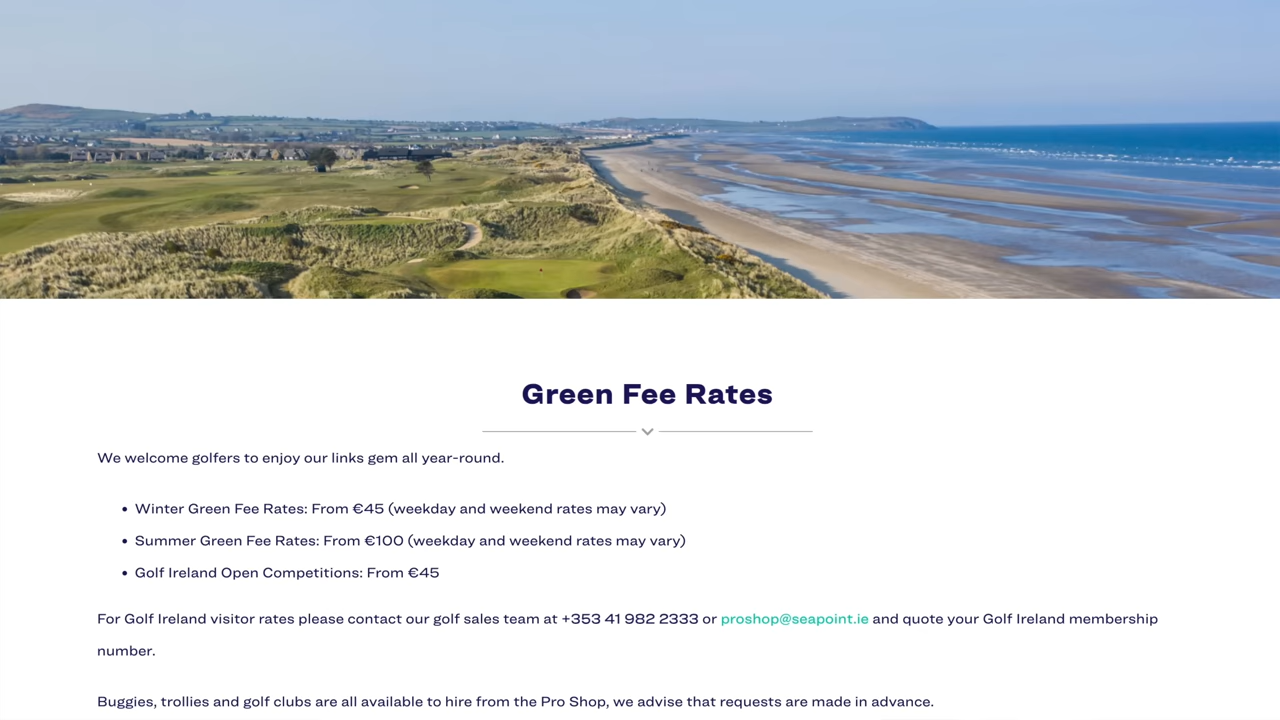 Green Fee Rates
We welcome golfers to enjoy our links gem all year-round.
• Winter Green Fee Rates: From €45 (weekday and weekend rates may vary)
• Summer Green Fee Rates: From €100 (weekday and weekend rates may vary)
• Golf Ireland Open Competitions: From €45
For Golf Ireland visitor rates please contact our golf sales team at +353 41 982 2333 or proshop@seapoint.ie and quote your Golf Ireland membership
number.
Buggies, trollies and golf clubs are all available to hire from the Pro Shop, we advise that requests are made in advance.